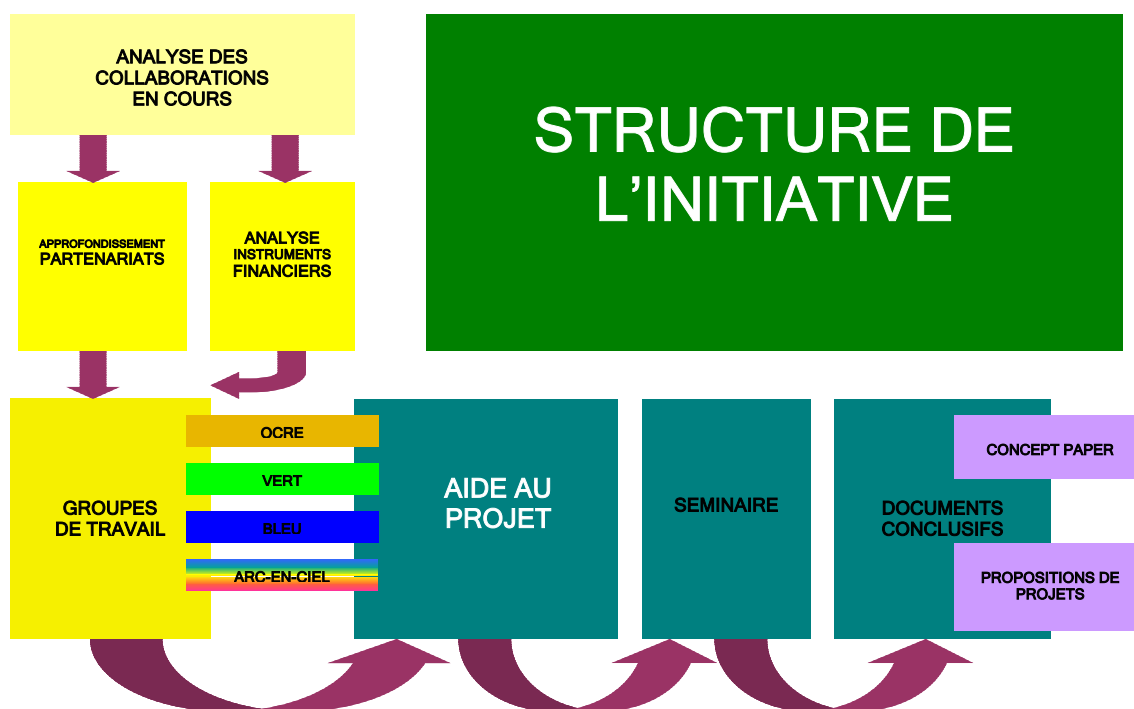 ANALYSE DES
COLLABORATIONS
EN COURS
STRUCTURE DE
L'INITIATIVE
APPROFONDISSEMENT
PARTENARIATS
ANALYSE
INSTRUMENTS
FINANCIERS
GROUPES
DE TRAVAIL
OCRE
VERT
BLEU
ARC-EN-CIEL
AIDE AU
PROJET
SEMINAIRE
DOCUMENTS
CONCLUSIFS
CONCEPT PAPER
PROPOSITIONS DE
PROJETS